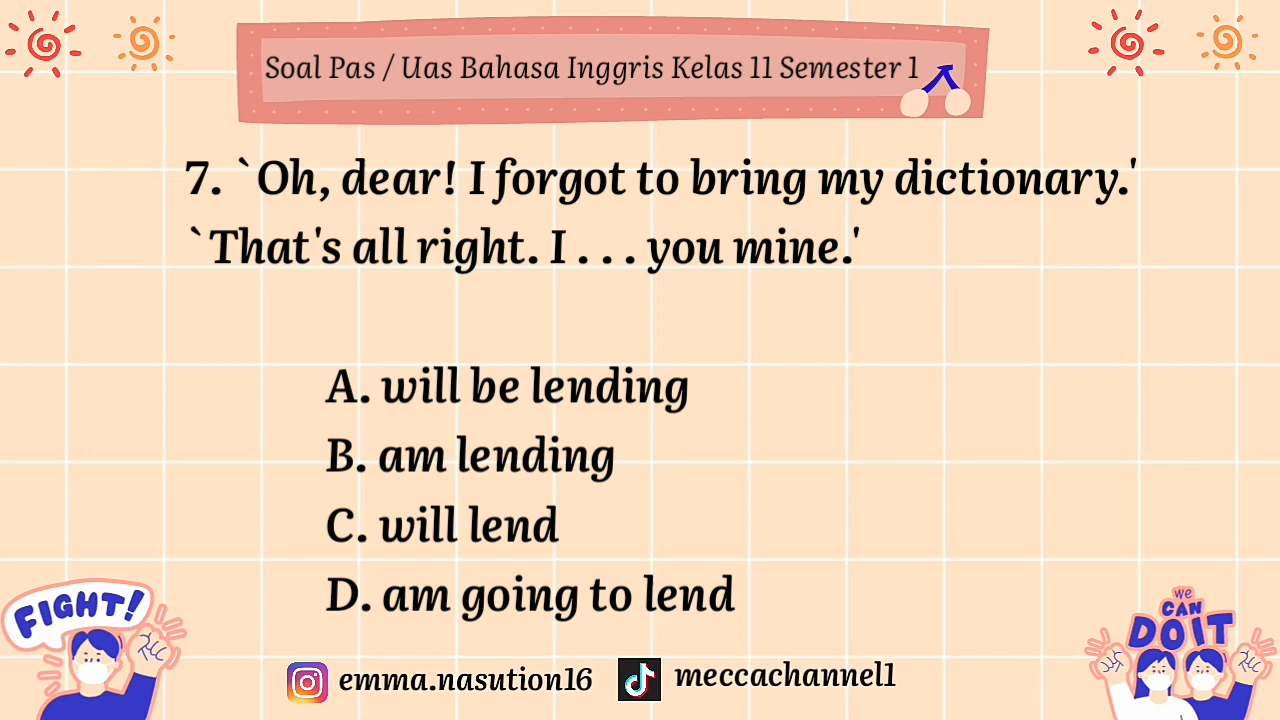 Soal Pas / Uas Bahasa Inggris Kelas 11 Semester 1
7. `Oh, dear! I forgot to bring my dictionary.'
`That's all right. I . . . you mine.'
A. will be lending
B. am lending
C. will lend
D. am going to lend
FIGHT!
we
CAN
DO IT
emma.nasution16
meccachannel1